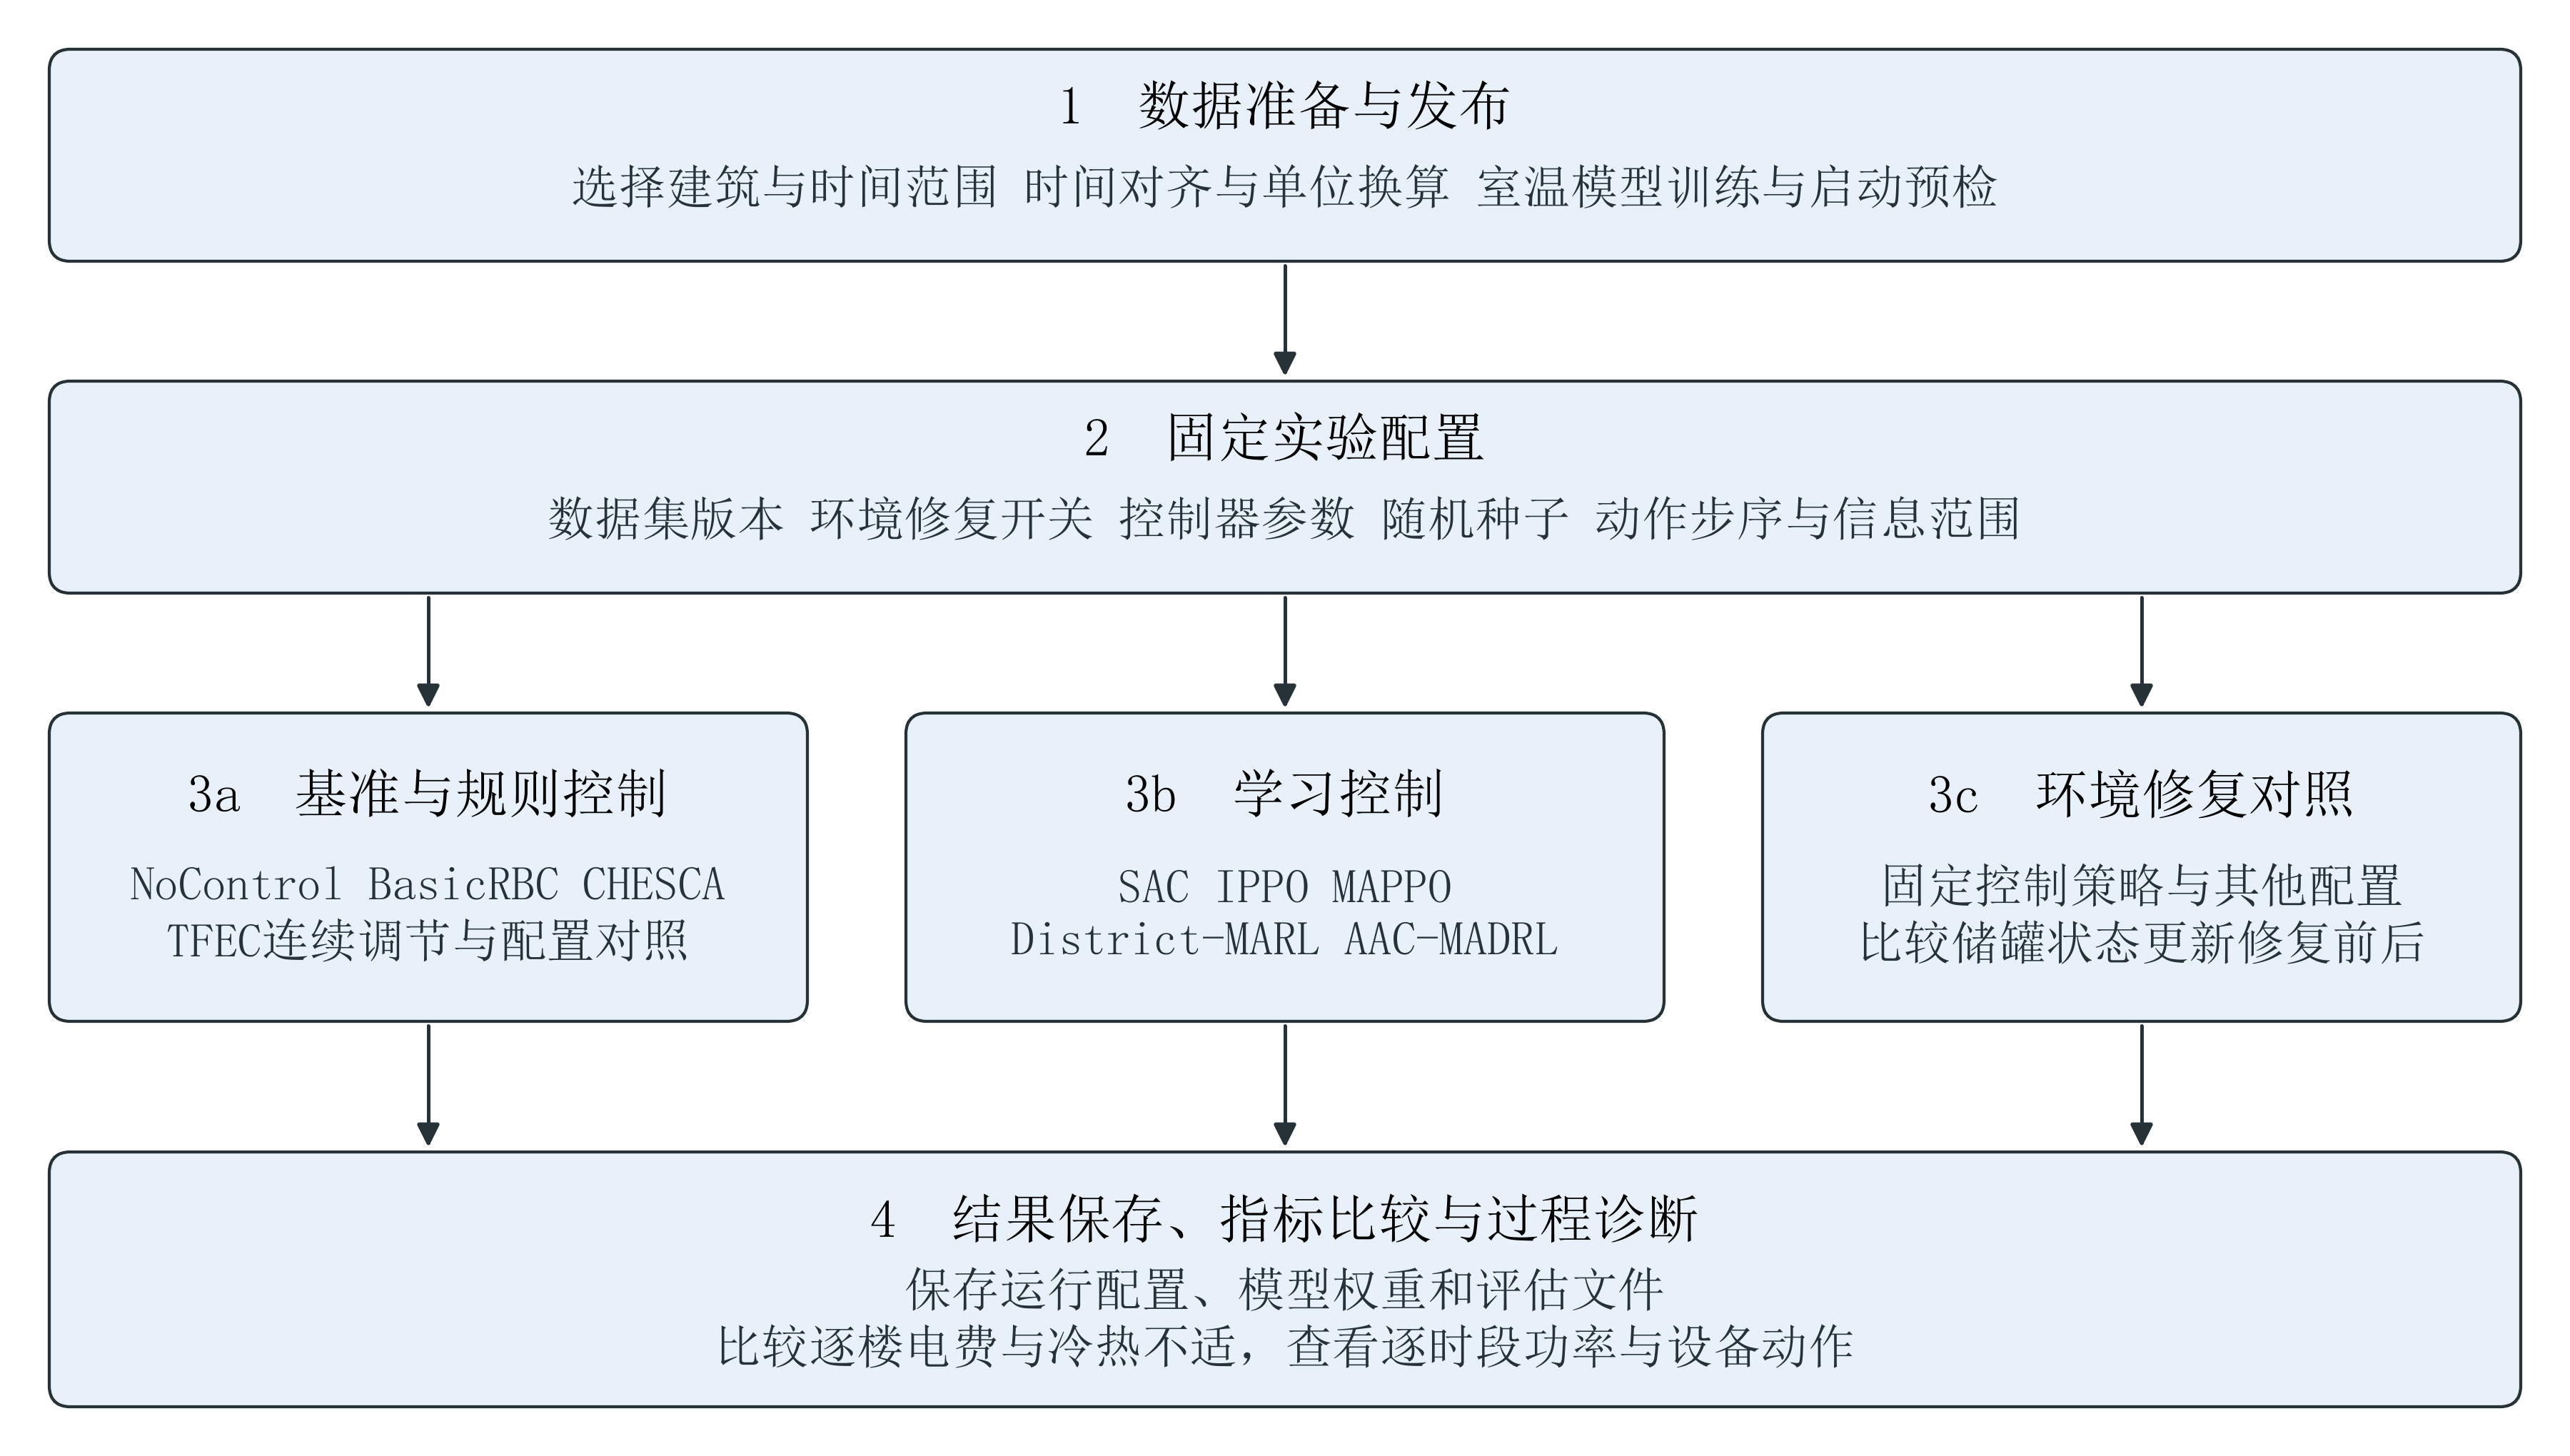 1 数据准备与发布
选择建筑与时间范围 时间对齐与单位换算 室温模型训练与启动预检
2 固定实验配置
数据集版本 环境修复开关 控制器参数 随机种子 动作步序与信息范围
3a 基准与规则控制
NoControl BasicRBC CHESCA
TFEC连续调节与配置对照
3b 学习控制
SAC IPPO MAPPO
District-MARL AAC-MADRL
3c 环境修复对照
固定控制策略与其他配置
比较储罐状态更新修复前后
4 结果保存、指标比较与过程诊断
保存运行配置、模型权重和评估文件
比较逐楼电费与冷热不适，查看逐时段功率与设备动作